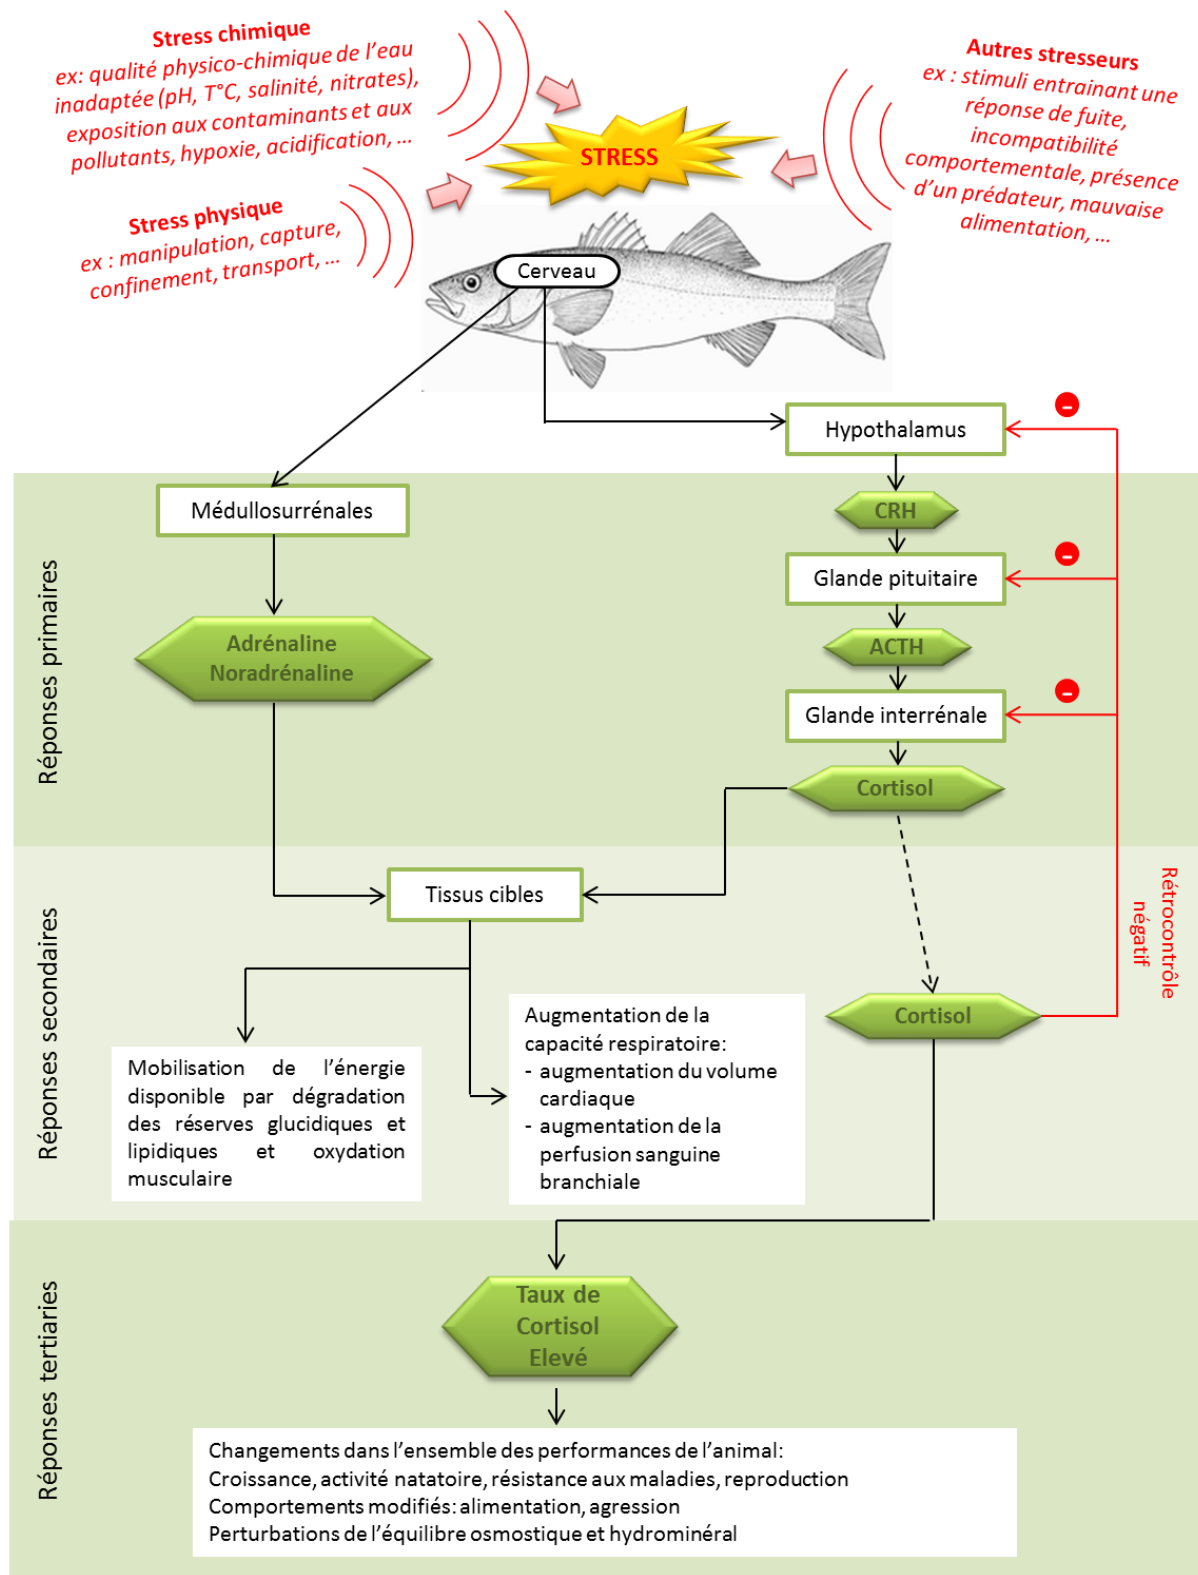 Stress chimique
ex: qualité physico-chimique de l'eau
inadaptée (pH, T°C, salinité, nitrates),
exposition aux contaminants et aux
pollutants, hypoxie, acidification, ...
Autres stresseurs
ex : stimuli entrainant une
réponse de fuite,
incompatibilité
comportementale, présence
d'un prédateur, mauvaise
alimentation, ...
STRESS
Stress physique
ex : manipulation, capture,
confinement, transport, ...
Cerveau
Hypothalamus
-
Réponses primaires
Médullosurrénales
CRH
Glande pituitaire
-
Adrénaline
Noradrénaline
ACTH
Glande interrénale
-
Cortisol
Réponses secondaires
Tissus cibles
Rétrocontrôle
négatif
Cortisol
Mobilisation de l'énergie
disponible par dégradation
des réserves glucidiques et
lipidiques et oxydation
musculaire
Augmentation de la
capacité respiratoire:
- augmentation du volume
cardiaque
- augmentation de la
perfusion sanguine
branchiale
Réponses tertiaries
Taux de
Cortisol
Elevé
Changements dans l'ensemble des performances de l'animal:
Croissance, activité natatoire, résistance aux maladies, reproduction
Comportements modifiés: alimentation, agression
Perturbations de l'équilibre osmostique et hydrominéral